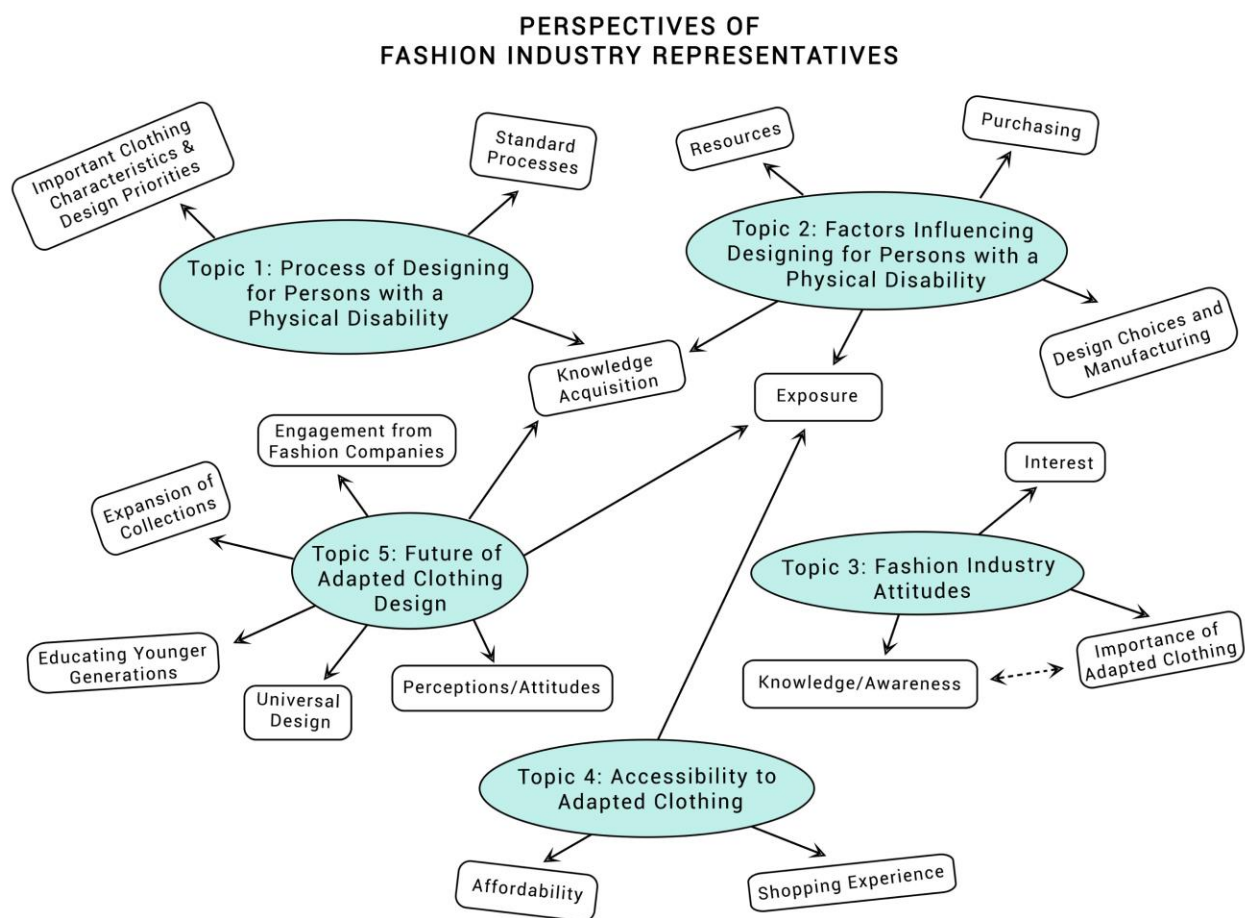 PERSPECTIVES OF
FASHION INDUSTRY REPRESENTATIVES
Important Clothing
Characteristics &
Design Priorities
Standard
Processes
Resources
Purchasing
Topic 1: Process of Designing
for Persons with a
Physical Disability
Topic 2: Factors Influencing
Designing for Persons with a
Physical Disability
Design Choices and
Manufacturing
Knowledge
Acquisition
Exposure
Engagement from
Fashion Companies
Expansion of
Collections
Interest
Topic 5: Future of
Adapted Clothing
Design
Topic 3: Fashion Industry
Attitudes
Educating Younger
Generations
Universal
Design
Perceptions/Attitudes
Knowledge/Awareness
Importance of
Adapted Clothing
Topic 4: Accessibility to
Adapted Clothing
Affordability
Shopping Experience